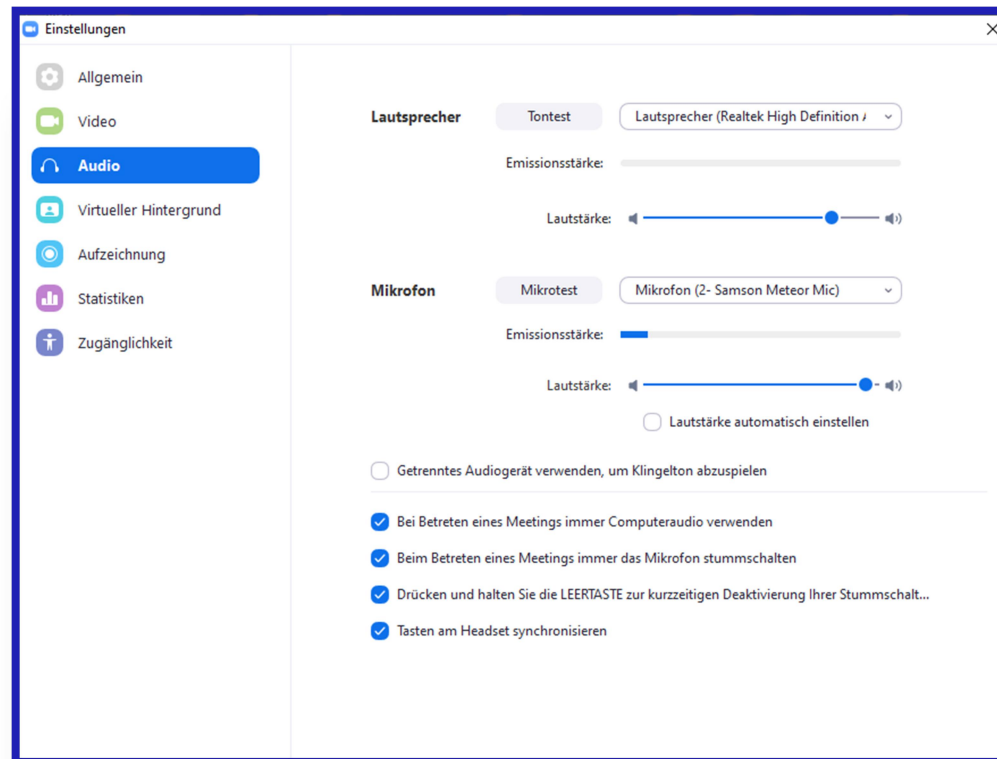 Einstellungen
Allgemein
Video
Audio
Virtueller Hintergrund
Aufzeichnung
Statistiken
Zugänglichkeit
Lautsprecher Tontest Lautsprecher (Realtek High Definition
Emissionsstärke:
Lautstärke:
Mikrofon Mikrotest Mikrofon (2- Samson Meteor Mic)
Emissionsstärke:
Lautstärke:
Lautstärke automatisch einstellen
Getrenntes Audiogerät verwenden, um Klingelton abzuspielen
Bei Betreten eines Meetings immer Computeraudio verwenden
Beim Betreten eines Meetings immer das Mikrofon stummschalten
Drücken und halten Sie die LEERTASTE zur kurzzeitigen Deaktivierung Ihrer Stummschalt...
Tasten am Headset synchronisieren